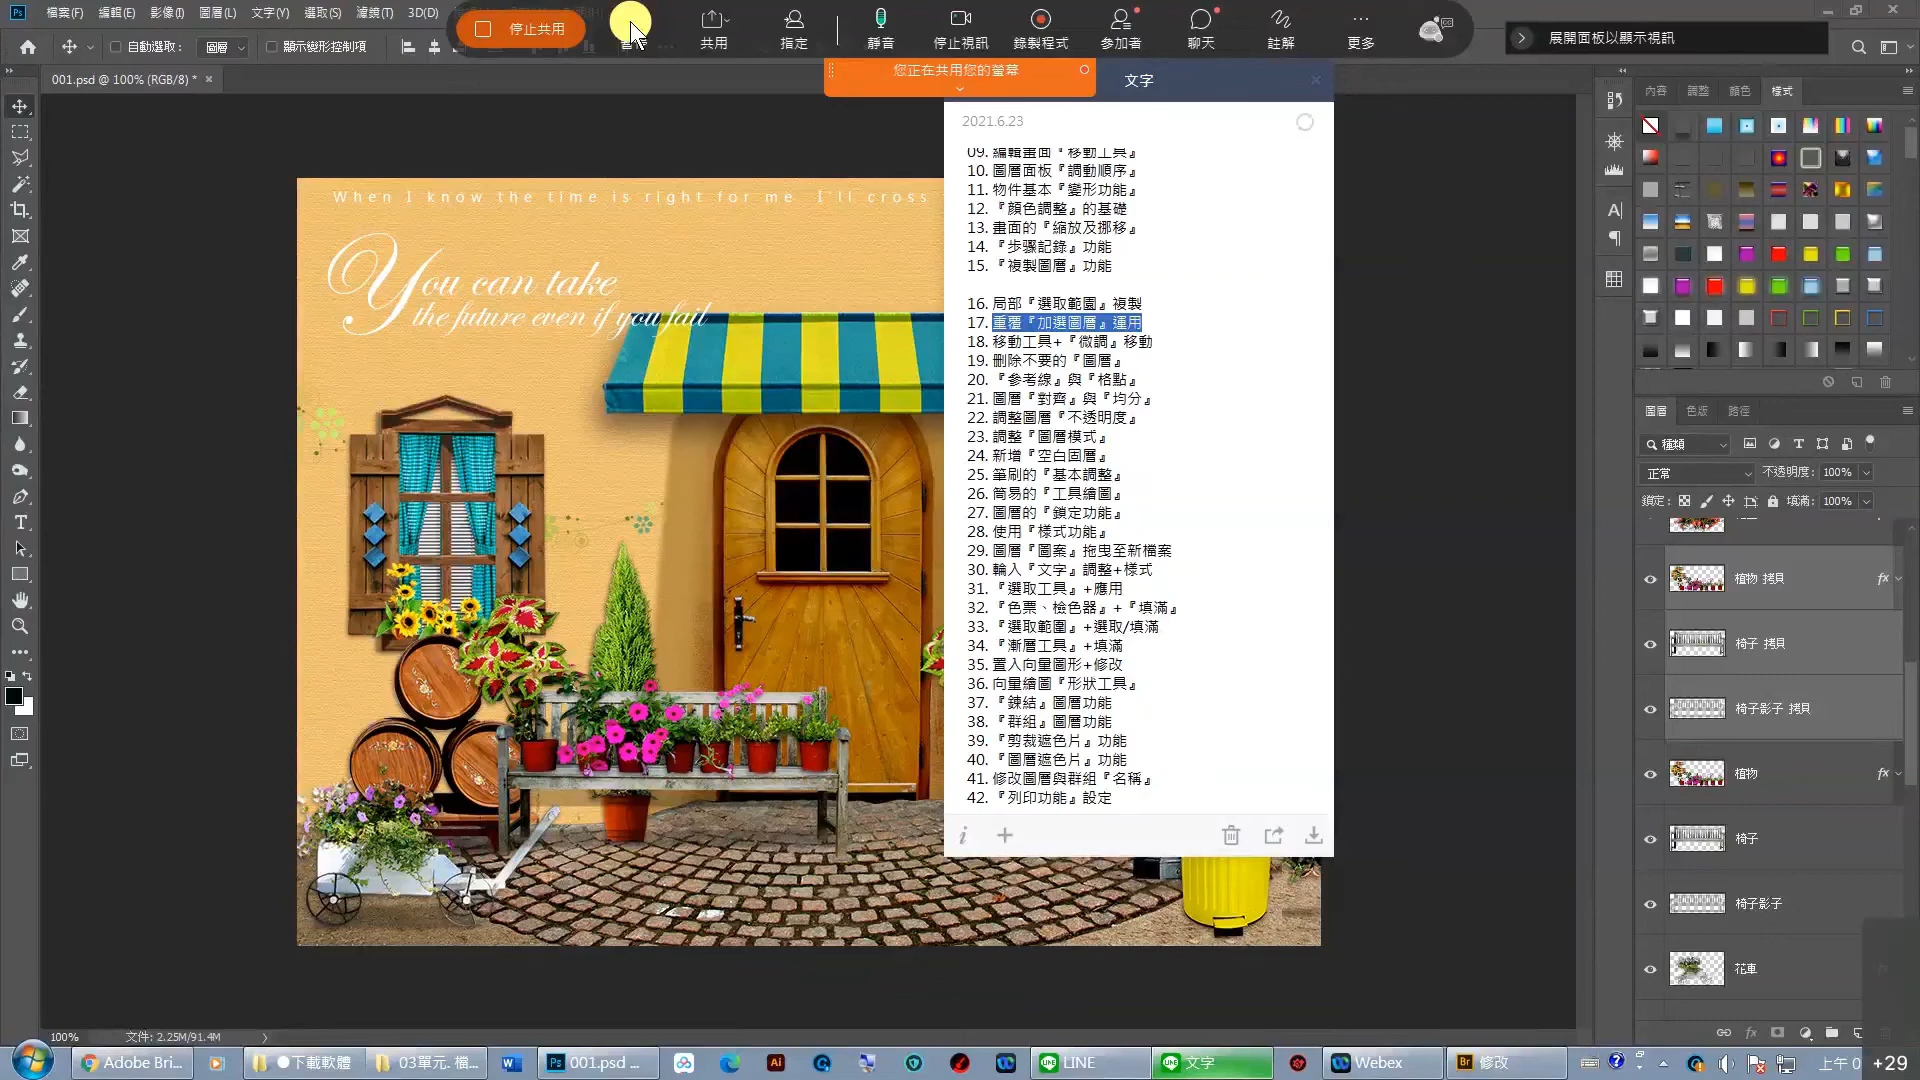 檔案(F) 編輯(E) 影像(I) 圖層(L) 文字(Y) 選取(S) 濾鏡(T) 3D(D)
停止共用
暫停 共用 指定 靜音 停止視訊 錄製程式 參加者 聊天 註解 更多
展開面板以顯示視訊
自動選取： 圖層 顯示變形控制項
您正在共用您的螢幕
001.psd @ 100% (RGB/8) *
文字
內容 調整 顏色 樣式
2021.6.23
09. 編輯畫面『移動工具』
10. 圖層面板『調動順序』
11. 物件基本『變形功能』
12. 『顏色調整』的基礎
13. 畫面的『縮放及挪移』
14. 『步驟記錄』功能
15. 『複製圖層』功能
16. 局部『選取範圍』複製
17. 重覆『加選圖層』運用
18. 移動工具+『微調』移動
19. 刪除不要的『圖層』
20. 『參考線』與『格點』
21. 圖層『對齊』與『均分』
22. 調整圖層『不透明度』
23. 調整『圖層模式』
24. 新增『空白固層』
25. 筆刷的『基本調整』
26. 簡易的『工具繪圖』
27. 圖層的『鎖定功能』
28. 使用『樣式功能』
29. 圖層『圖案』拖曳至新檔案
30. 輸入『文字』調整+樣式
31. 『選取工具』+應用
32. 『色票、檢色器』+『填滿』
33. 『選取範圍』+選取/填滿
34. 『漸層工具』+填滿
35. 置入向量圖形+修改
36. 向量繪圖『形狀工具』
37. 『鍊結』圖層功能
38. 『群組』圖層功能
39. 『剪裁遮色片』功能
40. 『圖層遮色片』功能
41. 修改圖層與群組『名稱』
42. 『列印功能』設定
When I know the time is right for me I'll cross
You can take
the future even if you fail
圖層 色版 路徑
種類
正常 不透明度： 100%
鎖定： 填滿： 100%
植物 拷貝 fx
椅子 拷貝
椅子影子 拷貝
植物 fx
椅子
椅子影子
花車
100% 文件: 2.25M/91.4M
Adobe Bri... ●下載軟體 03單元. 檔... 001.psd ... LINE 文字 Webex 修改 上午 0 +29